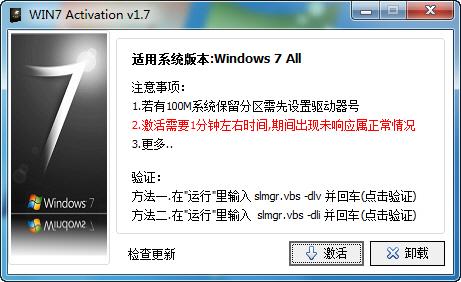 WIN7 Activation v1.7
适用系统版本:Windows 7 All
注意事项:
1.若有100M系统保留分区需先设置驱动器号
2.激活需要1分钟左右时间,期间出现未响应属正常情况
3.更多..
验证:
方法一.在"运行"里输入 slmgr.vbs -dlv 并回车(点击验证)
方法二.在"运行"里输入 slmgr.vbs -dli 并回车(点击验证)
7
Windows 7
检查更新
激活
卸载